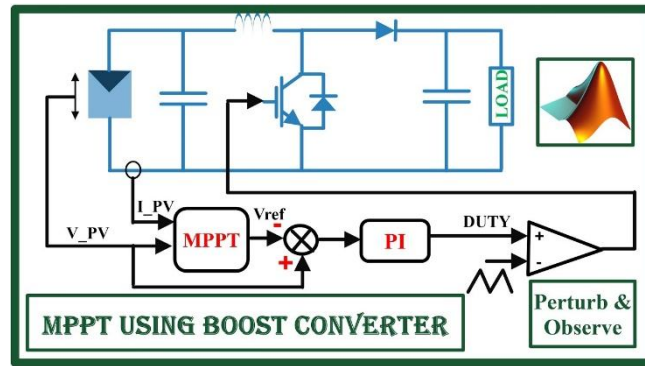 LOAD
I_PV
V_PV
MPPT
Vref
-
+
PI
DUTY
+
-
MPPT USING BOOST CONVERTER
Perturb &
Observe